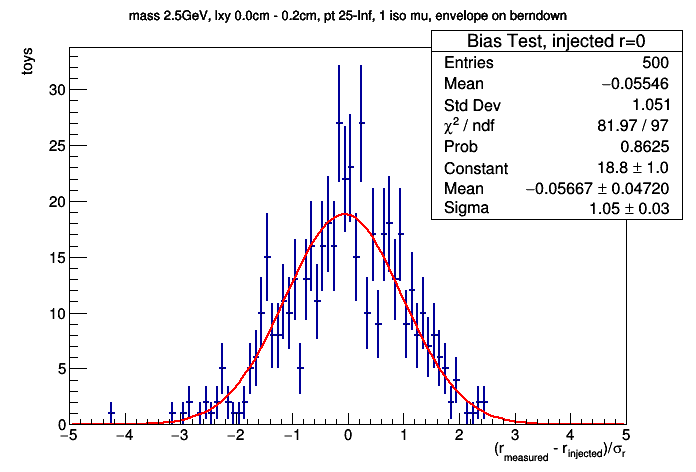 mass 2.5GeV, lxy 0.0cm - 0.2cm, pt 25-Inf, 1 iso mu, envelope on berndown
Bias Test, injected r=0
Entries 500
Mean −0.05546
Std Dev 1.051
χ² / ndf 81.97 / 97
Prob 0.8625
Constant 18.8 ± 1.0
Mean −0.05667 ± 0.04720
Sigma 1.05 ± 0.03
toys
30
25
20
15
10
5
0
−5 −4 −3 −2 −1 0 1 2 3 4 5
(r_measured - r_injected)/σ_r